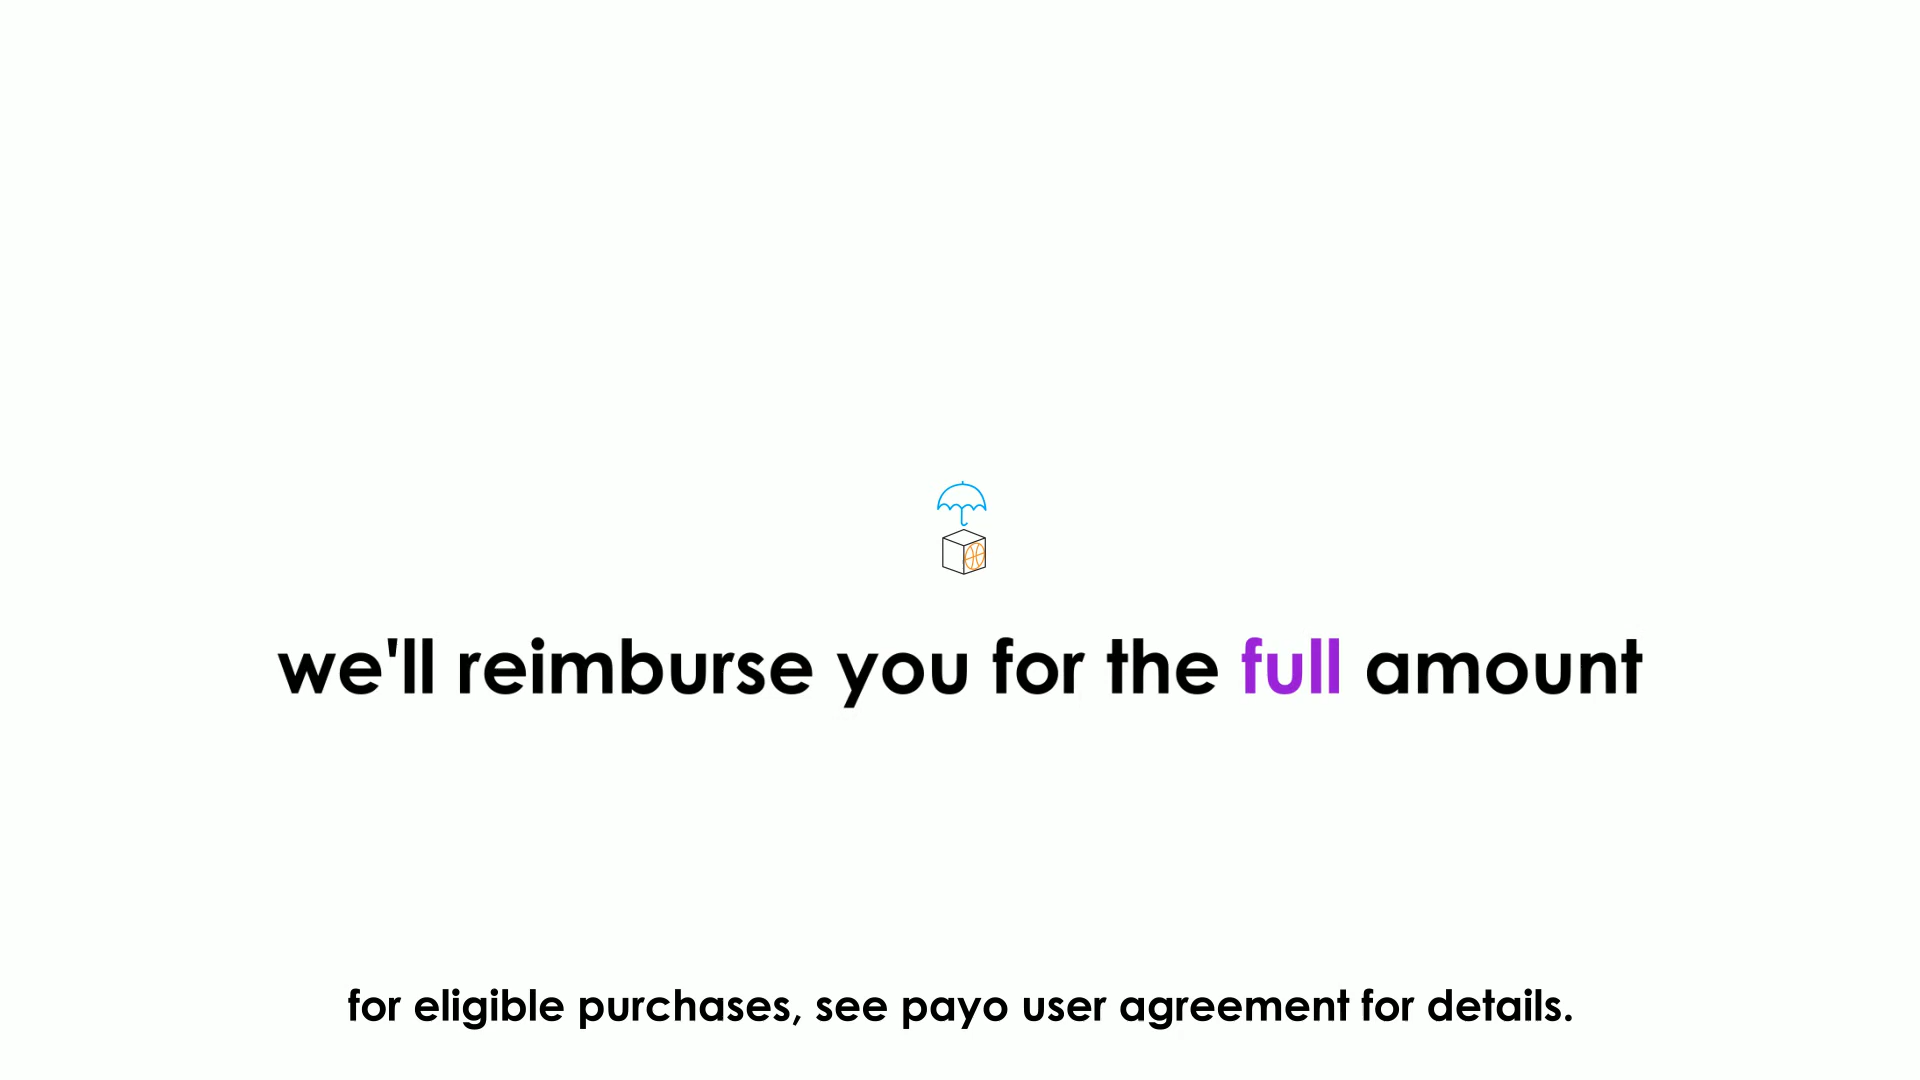 we'll reimburse you for the full amount
for eligible purchases, see payo user agreement for details.